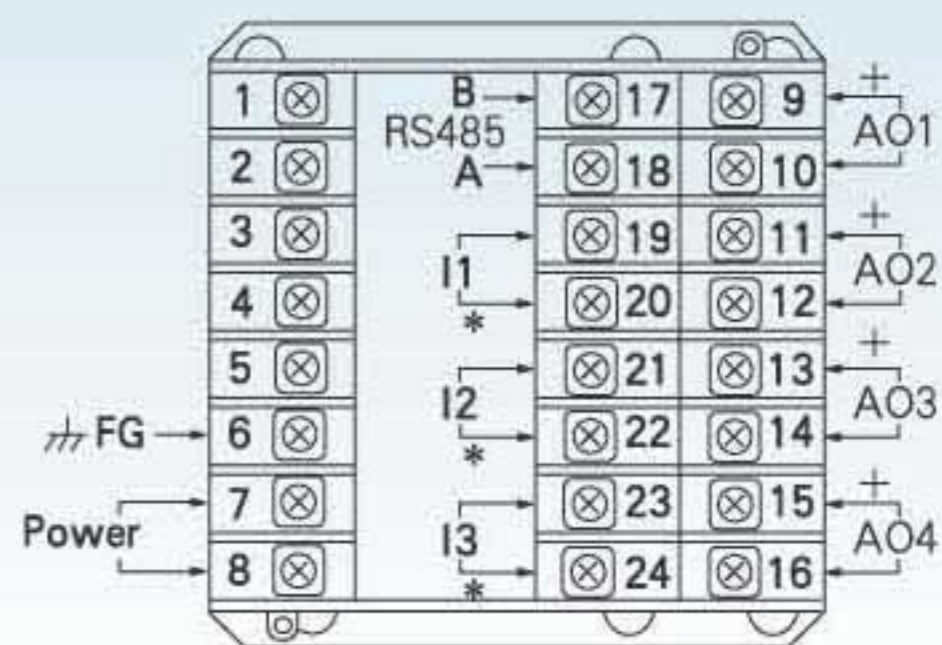 1 B 17 9 +
RS485 AO1
2 A 18 10
3 19 11 +
I1 AO2
4 * 20 12
5 21 13 +
I2 AO3
FG 6 * 22 14
7 23 15 +
Power I3 AO4
8 * 24 16